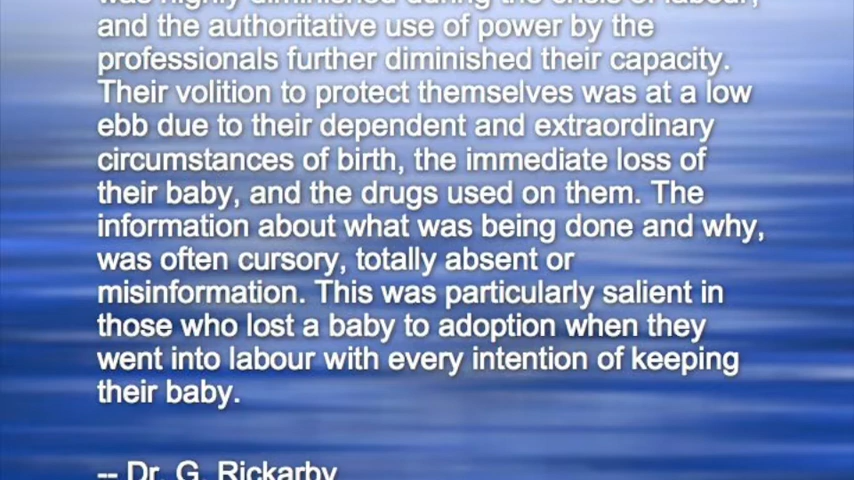 was highly diminished during the crisis of labour,
and the authoritative use of power by the
professionals further diminished their capacity.
Their volition to protect themselves was at a low
ebb due to their dependent and extraordinary
circumstances of birth, the immediate loss of
their baby, and the drugs used on them. The
information about what was being done and why,
was often cursory, totally absent or
misinformation. This was particularly salient in
those who lost a baby to adoption when they
went into labour with every intention of keeping
their baby.
-- Dr. G. Rickarby